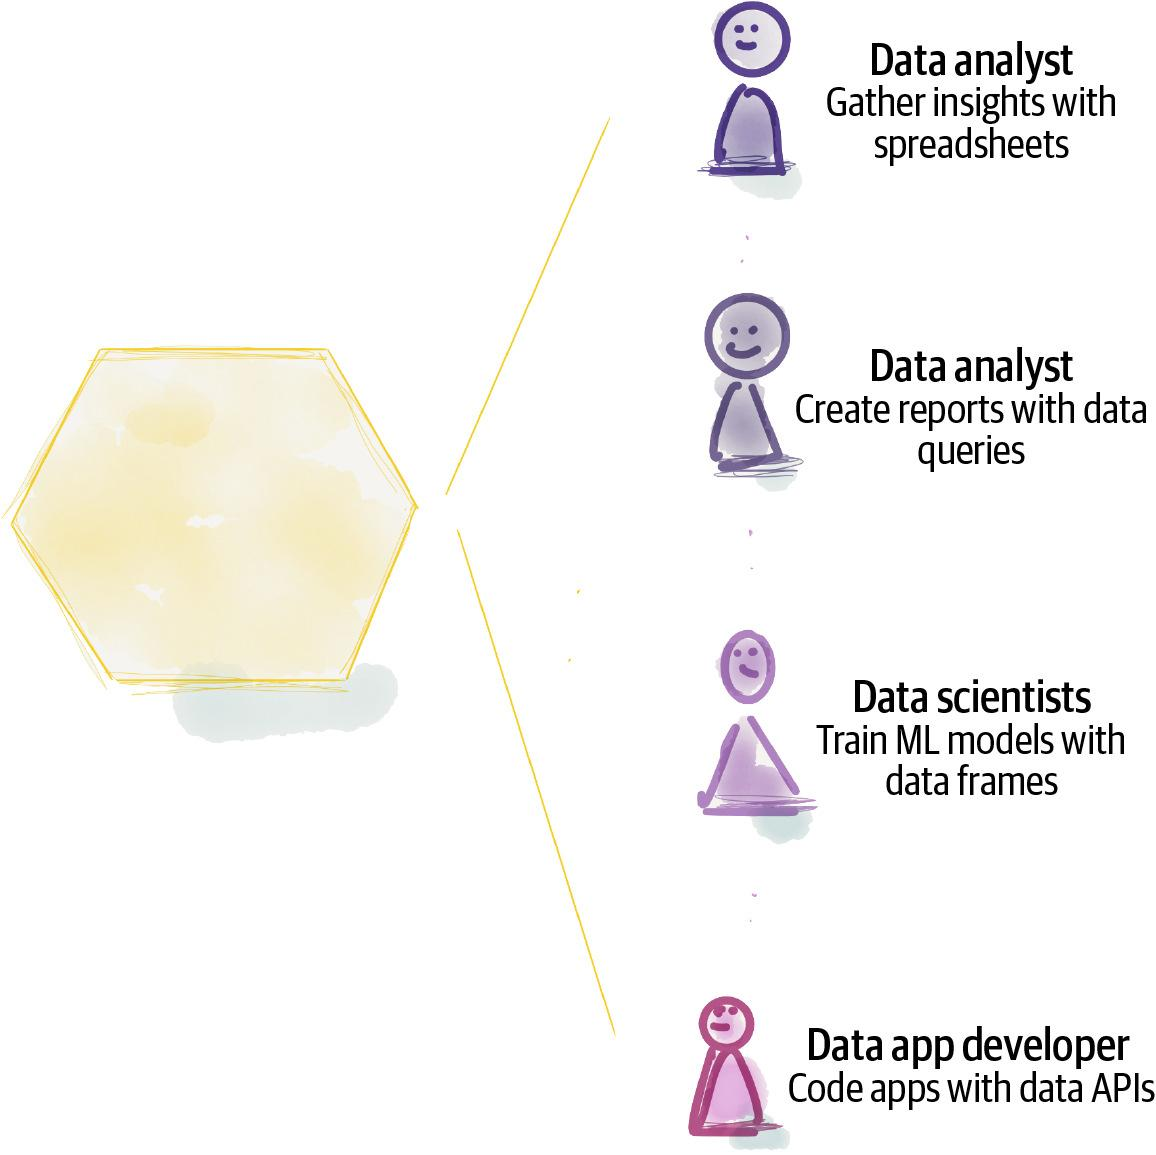 Data analyst
Gather insights with
spreadsheets
Data analyst
Create reports with data
queries
Data scientists
Train ML models with
data frames
Data app developer
Code apps with data APIs